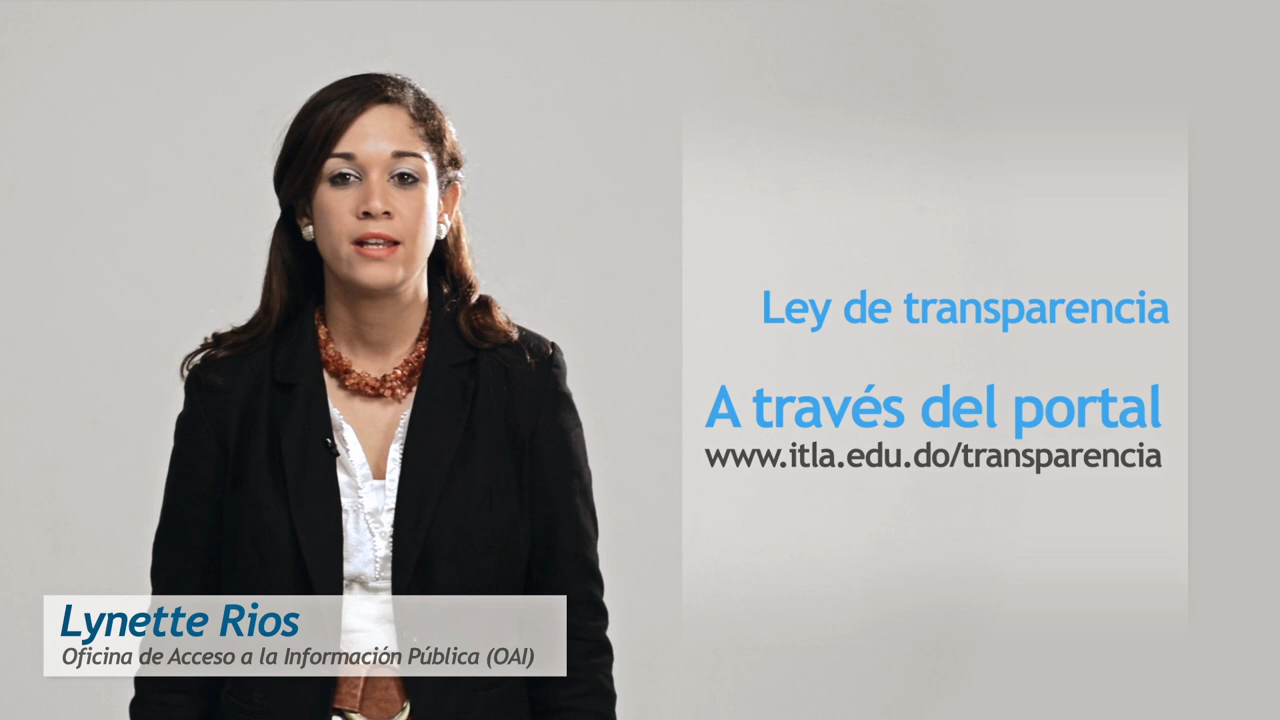 Ley de transparencia
A través del portal
www.itla.edu.do/transparencia
Lynette Rios
Oficina de Acceso a la Información Pública (OAI)